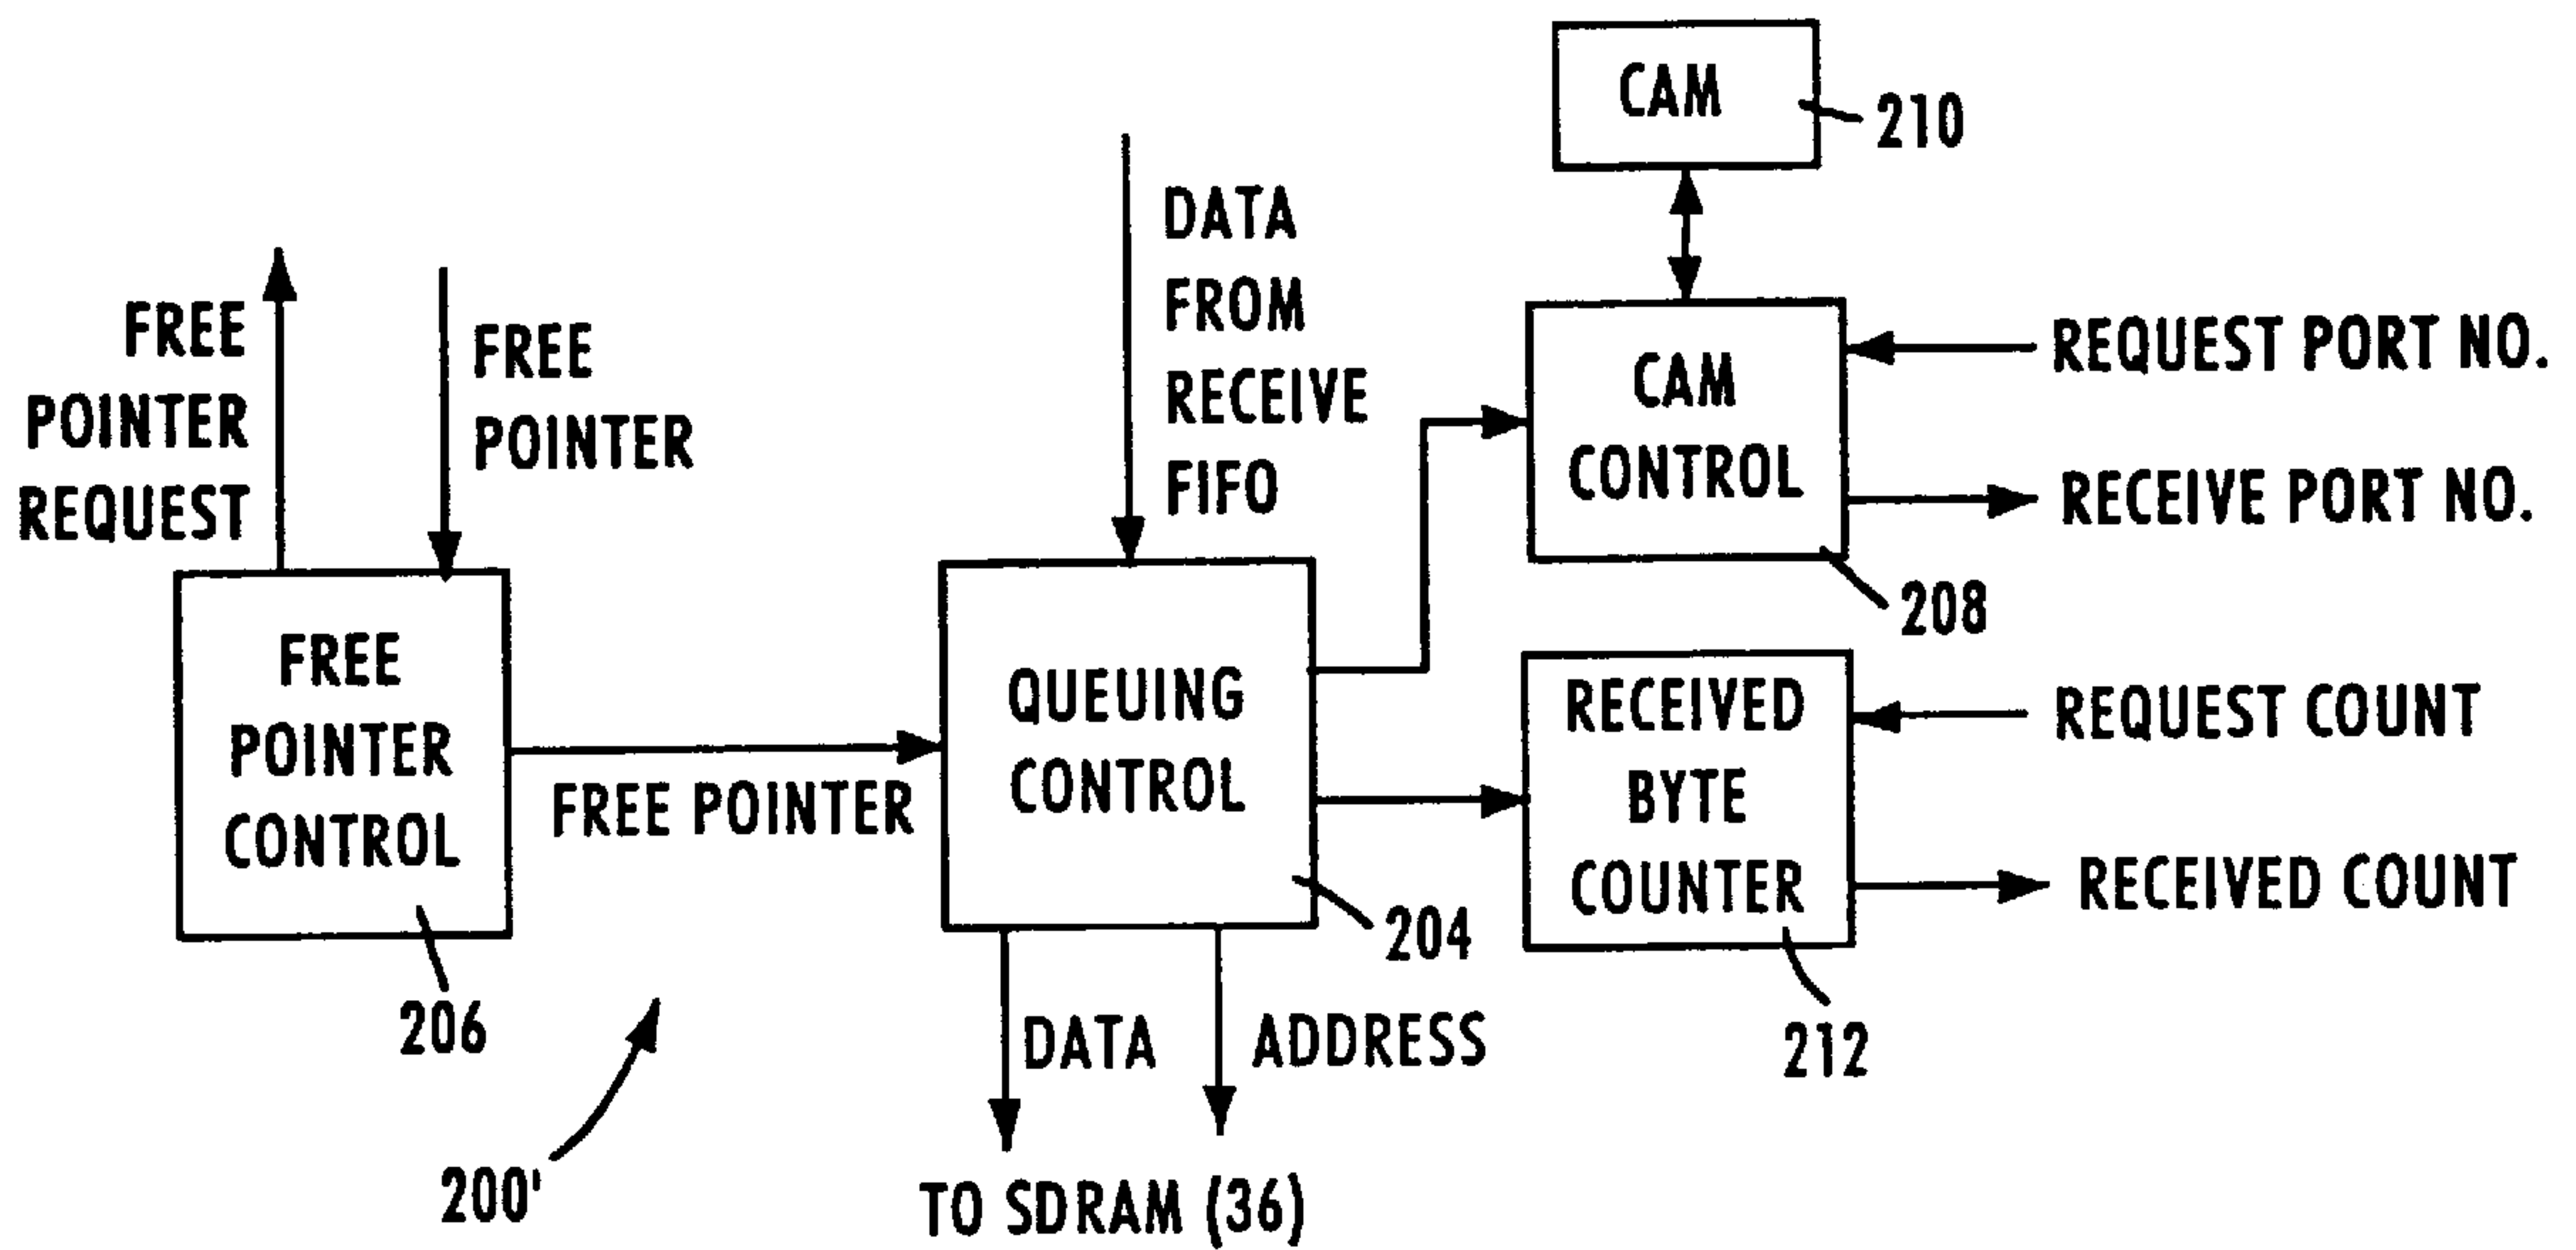 CAM
210
DATA
FROM
RECEIVE
FIFO
FREE
POINTER
REQUEST
FREE
POINTER
CAM
CONTROL
REQUEST PORT NO.
RECEIVE PORT NO.
208
FREE
POINTER
CONTROL
206
FREE POINTER
QUEUING
CONTROL
204
RECEIVED
BYTE
COUNTER
REQUEST COUNT
RECEIVED COUNT
212
DATA
ADDRESS
TO SDRAM (36)
200'